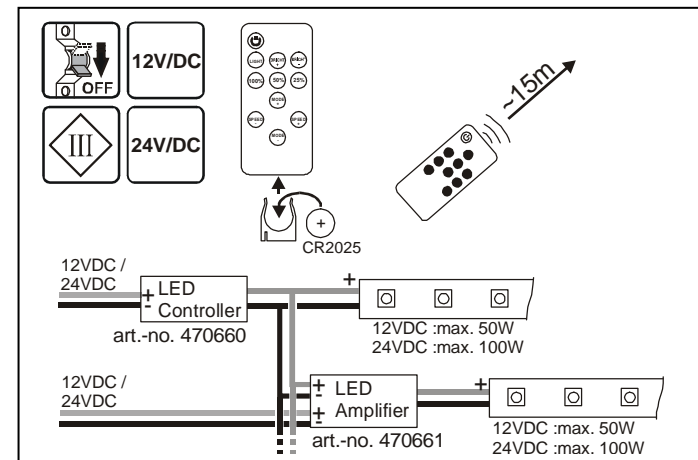 OFF
12V/DC
III
24V/DC
LIGHT BRIGHT + BRIGHT -
100% 50% 25%
MODE +
SPEED - SPEED +
MODE -
CR2025
~15m
12VDC /
24VDC
+ LED
- Controller
art.-no. 470660
+
12VDC :max. 50W
24VDC :max. 100W
12VDC /
24VDC
+ LED
-
+ Amplifier
-
art.-no. 470661
+
12VDC :max. 50W
24VDC :max. 100W